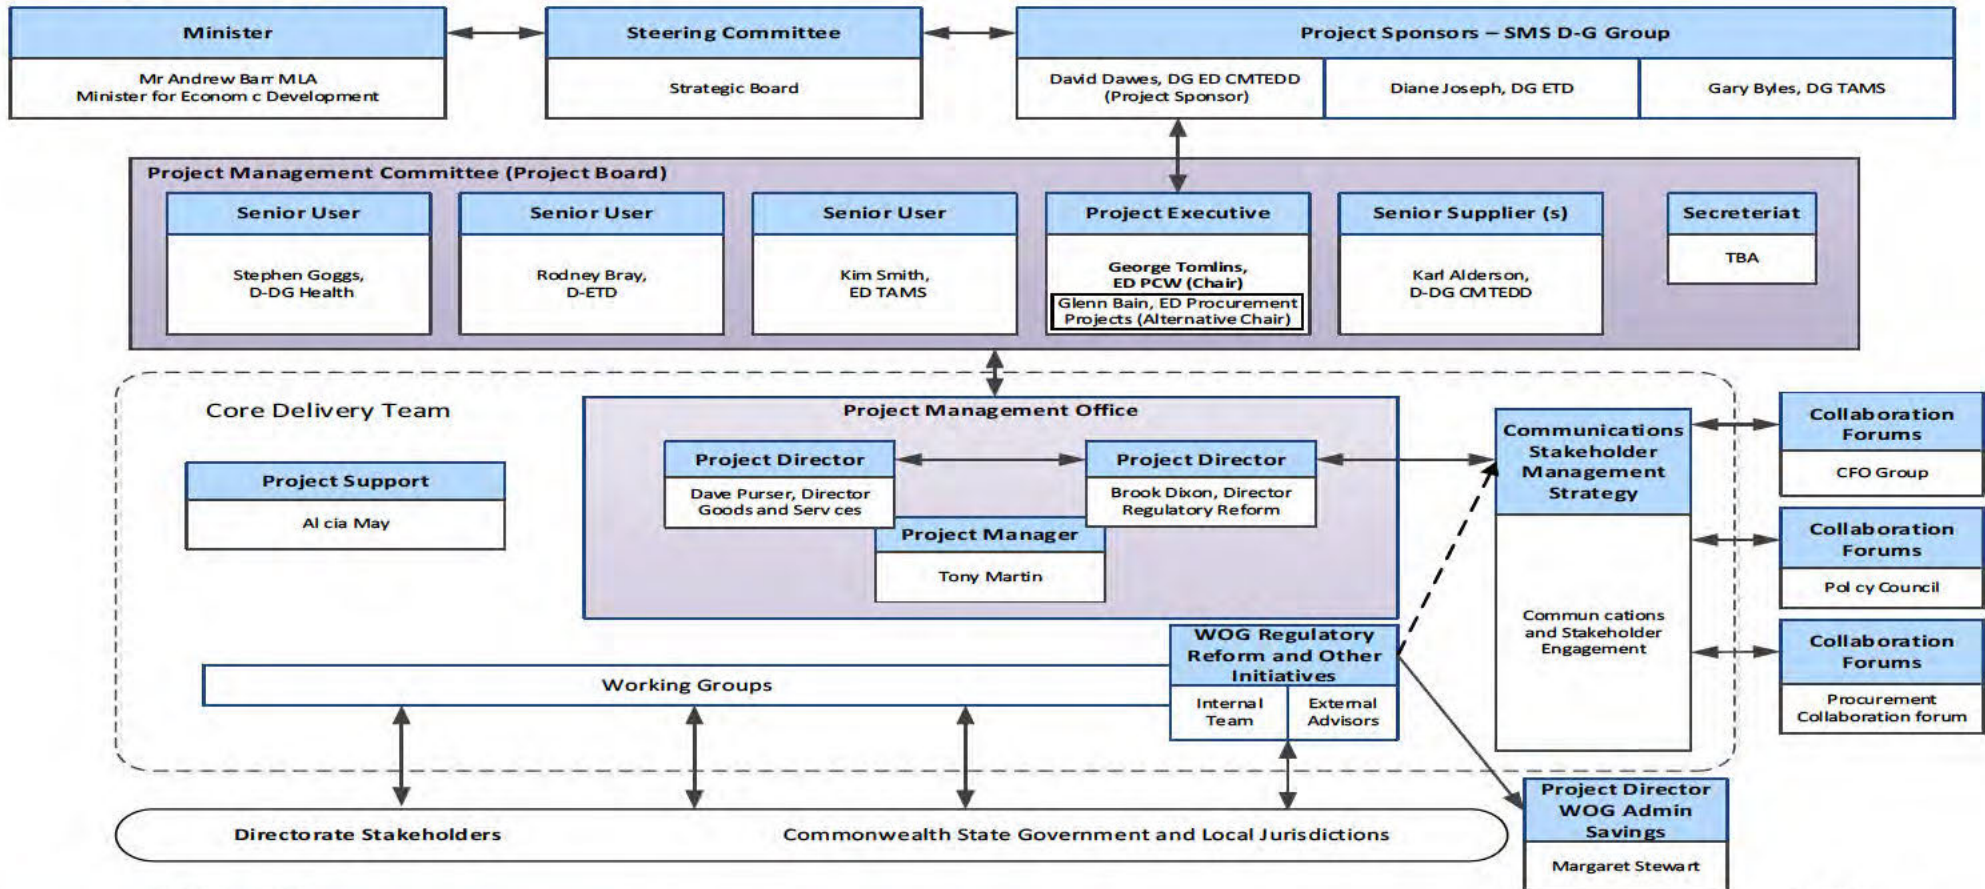 Minister
Mr Andrew Barr MLA
Minister for Econom c Development
Steering Committee
Strategic Board
Project Sponsors – SMS D-G Group
David Dawes, DG ED CMTEDD
(Project Sponsor)
Diane Joseph, DG ETD
Gary Byles, DG TAMS
Project Management Committee (Project Board)
Senior User
Stephen Goggs,
D-DG Health
Senior User
Rodney Bray,
D-ETD
Senior User
Kim Smith,
ED TAMS
Project Executive
George Tomlins,
ED PCW (Chair)
Glenn Bain, ED Procurement
Projects (Alternative Chair)
Senior Supplier (s)
Karl Alderson,
D-DG CMTEDD
Secreteriat
TBA
Core Delivery Team
Project Support
Al cia May
Project Management Office
Project Director
Dave Purser, Director
Goods and Serv ces
Project Director
Brook Dixon, Director
Regulatory Reform
Project Manager
Tony Martin
Communications
Stakeholder
Management
Strategy
Commun cations
and Stakeholder
Engagement
Collaboration
Forums
CFO Group
Collaboration
Forums
Pol cy Council
Collaboration
Forums
Procurement
Collaboration forum
Working Groups
WOG Regulatory
Reform and Other
Initiatives
Internal
Team
External
Advisors
Directorate Stakeholders
Commonwealth State Government and Local Jurisdictions
Project Director
WOG Admin
Savings
Margaret Stewart